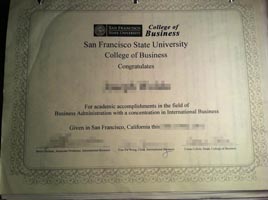 SAN FRANCISCO
STATE UNIVERSITY
College of
Business
San Francisco State University
College of Business
Congratulates
For academic accomplishments in the field of
Business Administration with a concentration in International Business
Given in San Francisco, California this